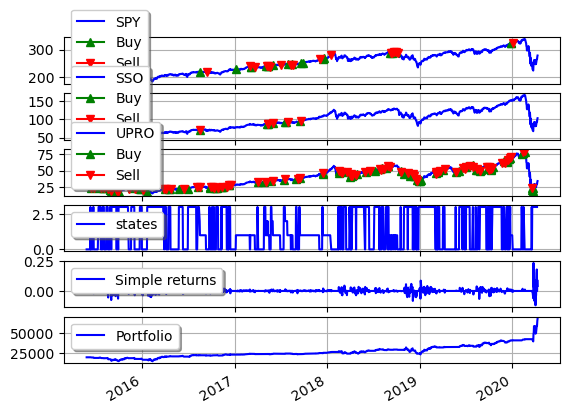 SPY
Buy
Sell
300
200
SSO
Buy
Sell
150
100
50
UPRO
Buy
Sell
75
50
25
states
2.5
0.0
Simple returns
0.25
0.00
Portfolio
50000
25000
2016 2017 2018 2019 2020